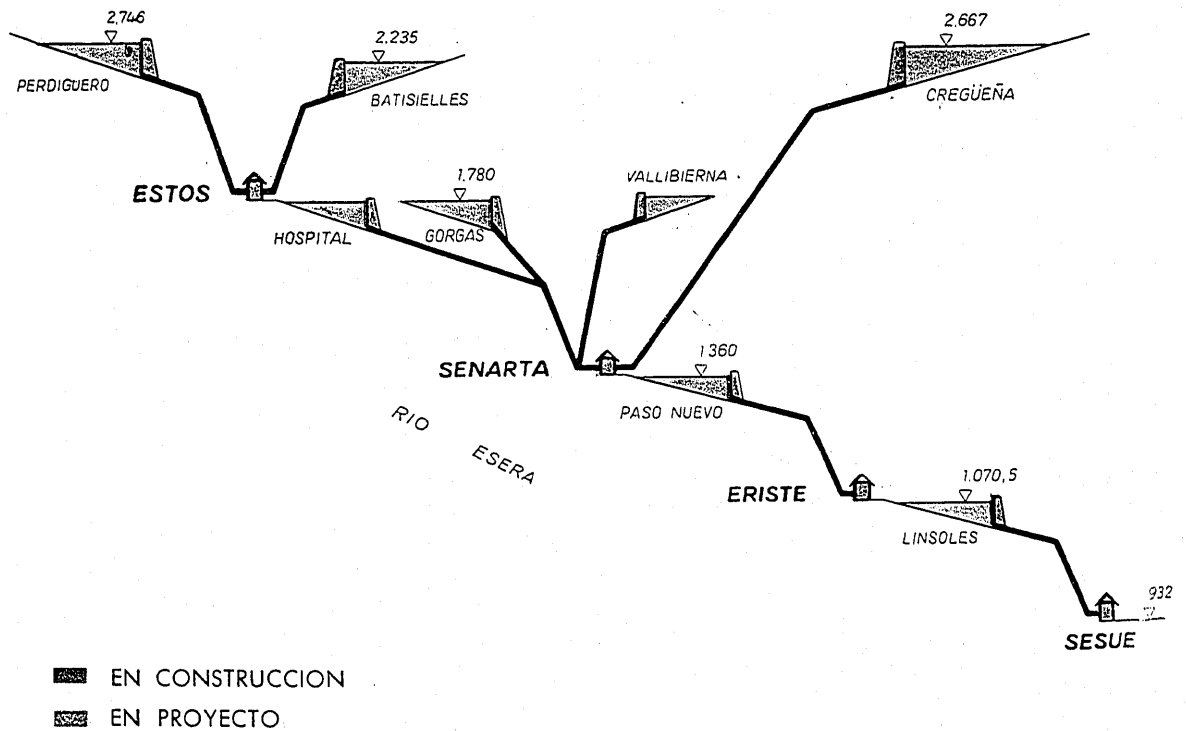 2.746
2.235
2.667
PERDIGUERO
BATISIELLES
CREGÜEÑA
ESTOS
1.780
VALLIBIERNA
HOSPITAL
GORGAS
SENARTA
1360
PASO NUEVO
RIO ESERA
ERISTE
1.070,5
LINSOLES
932
SESUE
EN CONSTRUCCION
EN PROYECTO